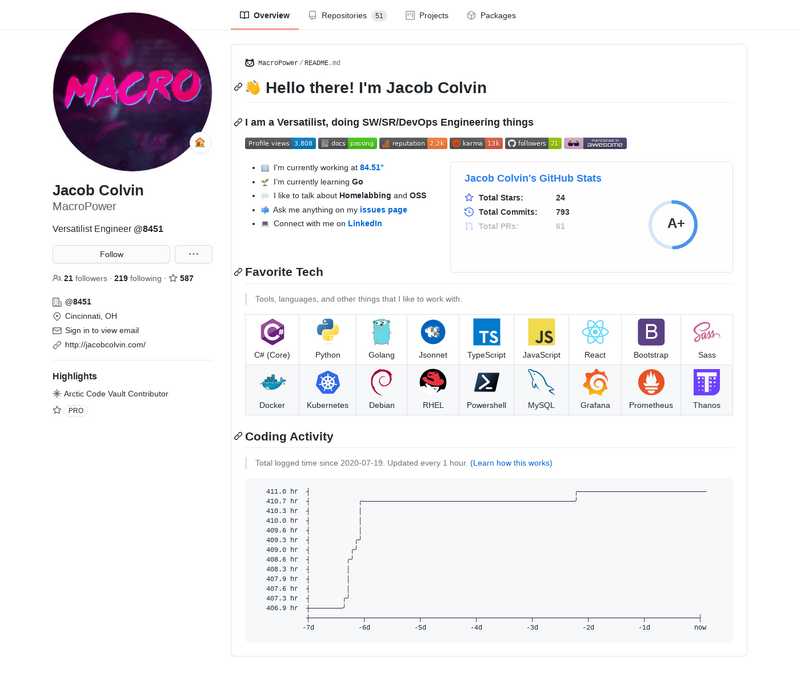 Overview
Repositories 51
Projects
Packages
MACRO
Jacob Colvin
MacroPower
Versatilist Engineer @8451
Follow
21 followers · 219 following · 587
@8451
Cincinnati, OH
Sign in to view email
http://jacobcolvin.com/
Highlights
Arctic Code Vault Contributor
PRO
MacroPower/README.md
👋 Hello there! I'm Jacob Colvin
I am a Versatilist, doing SW/SR/DevOps Engineering things
Profile views 3,808
docs passing
reputation 2.2k
karma 13k
followers 21
awesome
I'm currently working at 84.51°
I'm currently learning Go
I like to talk about Homelabbing and OSS
Ask me anything on my issues page
Connect with me on LinkedIn
Jacob Colvin's GitHub Stats
Total Stars: 24
Total Commits: 793
Total PRs: 61
A+
Favorite Tech
Tools, languages, and other things that I like to work with.
TS
JS
B
Sass
C# (Core) Python Golang Jsonnet TypeScript JavaScript React Bootstrap Sass
Docker Kubernetes Debian RHEL Powershell MySQL Grafana Prometheus Thanos
Coding Activity
Total logged time since 2020-07-19. Updated every 1 hour. (Learn how this works)
411.0 hr
410.7 hr
410.3 hr
410.0 hr
409.6 hr
409.3 hr
409.0 hr
408.6 hr
408.3 hr
407.9 hr
407.6 hr
407.3 hr
406.9 hr
-7d -6d -5d -4d -3d -2d -1d now